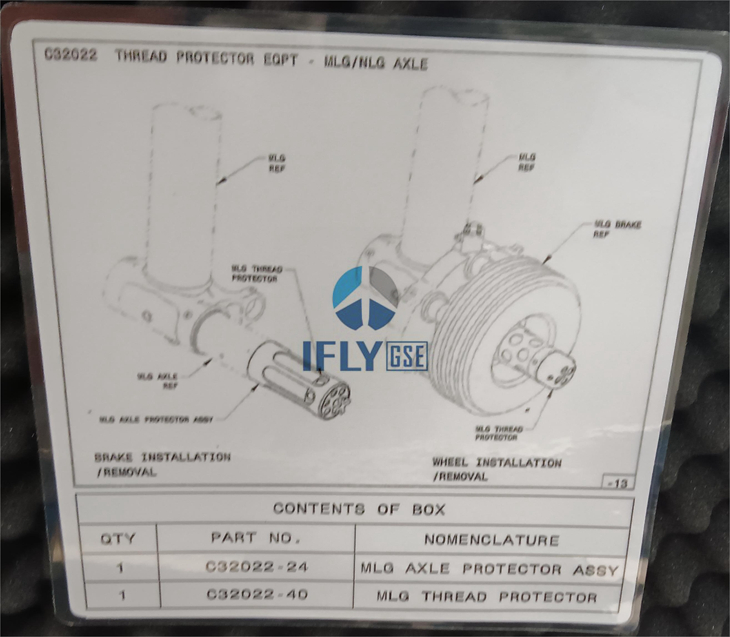 C32022 THREAD PROTECTOR EQPT - MLG/NLG AXLE
MLG
REF
MLG
REF
MLG BRAKE
REF
MLG THREAD
PROTECTOR
IFLY GSE
MLG AXLE
REF
MLG AXLE PROTECTOR ASSY
MLG THREAD
PROTECTOR
BRAKE INSTALLATION
/REMOVAL
WHEEL INSTALLATION
/REMOVAL
-13
CONTENTS OF BOX
QTY PART NO. NOMENCLATURE
1 C32022-24 MLG AXLE PROTECTOR ASSY
1 C32022-40 MLG THREAD PROTECTOR